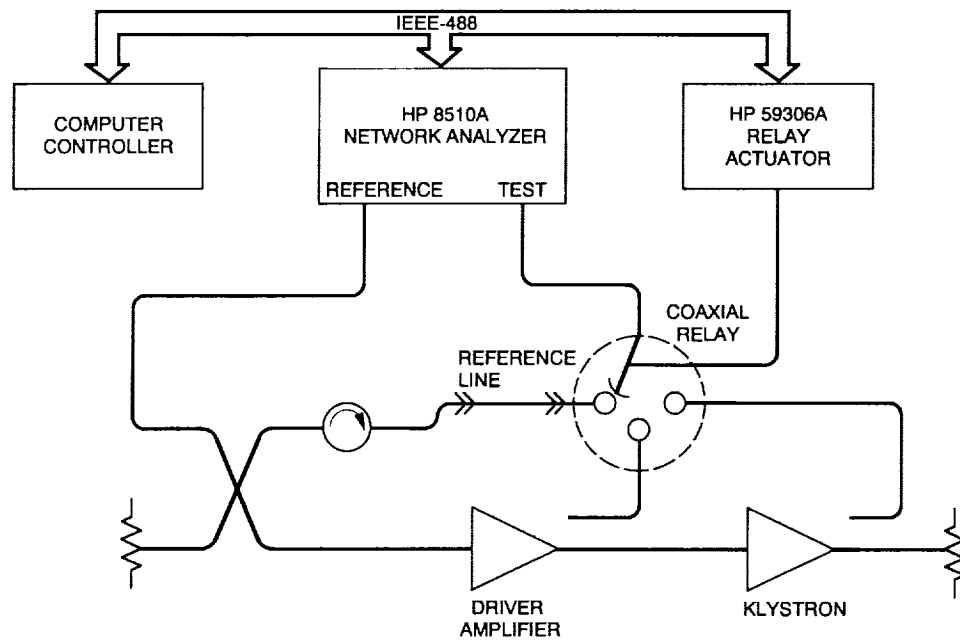 IEEE-488
COMPUTER
CONTROLLER
HP 8510A
NETWORK ANALYZER
REFERENCE TEST
HP 59306A
RELAY
ACTUATOR
COAXIAL
RELAY
REFERENCE
LINE
DRIVER
AMPLIFIER
KLYSTRON